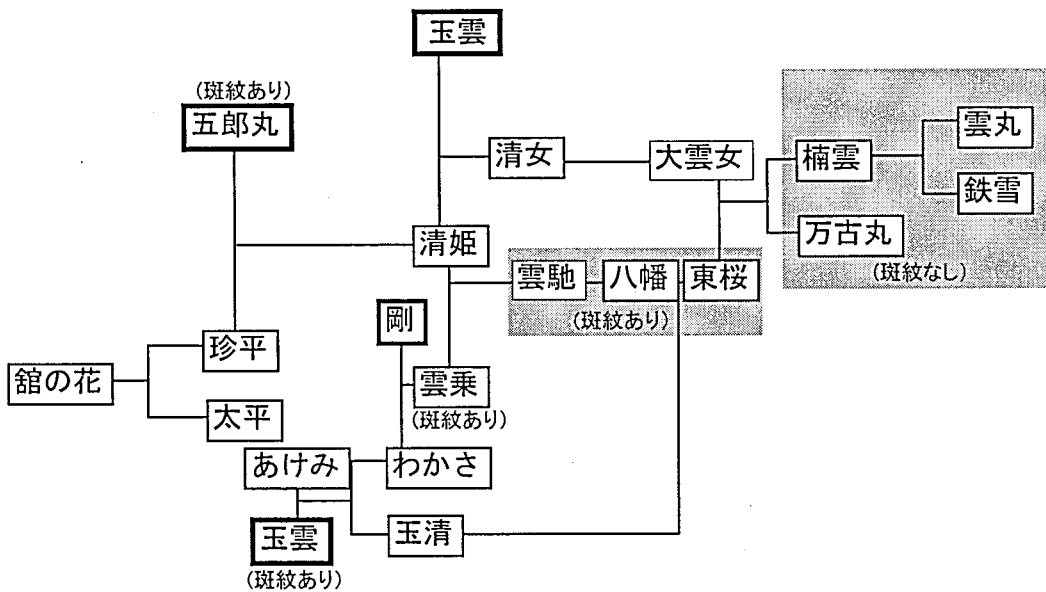 玉雲
(斑紋あり)
五郎丸
雲丸
清女
大雲女
楠雲
鉄雪
清姫
万古丸
(斑紋なし)
雲馳
八幡
東桜
(斑紋あり)
剛
珍平
舘の花
雲乗
(斑紋あり)
太平
あけみ
わかさ
玉雲
(斑紋あり)
玉清